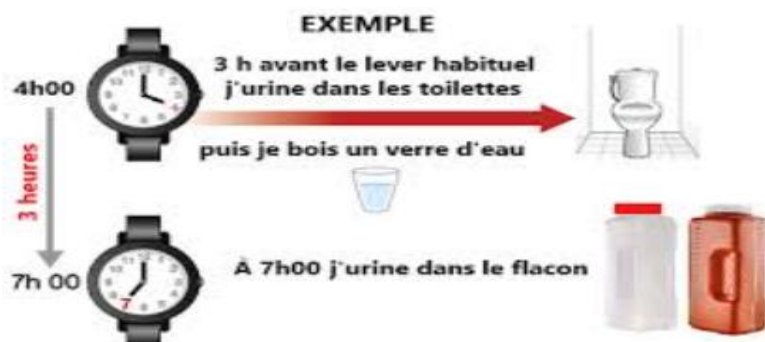 EXEMPLE
4h00
3 h avant le lever habituel
j'urine dans les toilettes
puis je bois un verre d'eau
3 heures
7h 00
À 7h00 j'urine dans le flacon